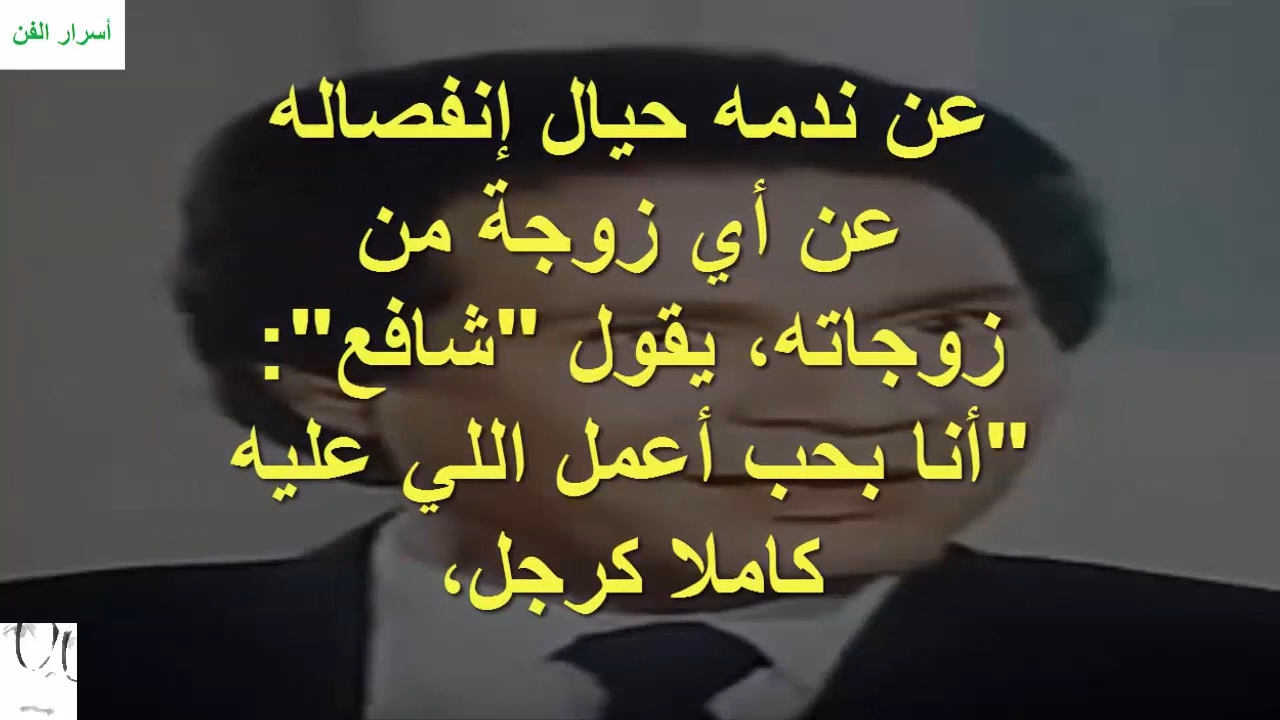 أسرار الفن
عن ندمه حيال إنفصاله
عن أي زوجة من
زوجاته، يقول "شافع":
"أنا بحب أعمل اللي عليه
كاملا كرجل،